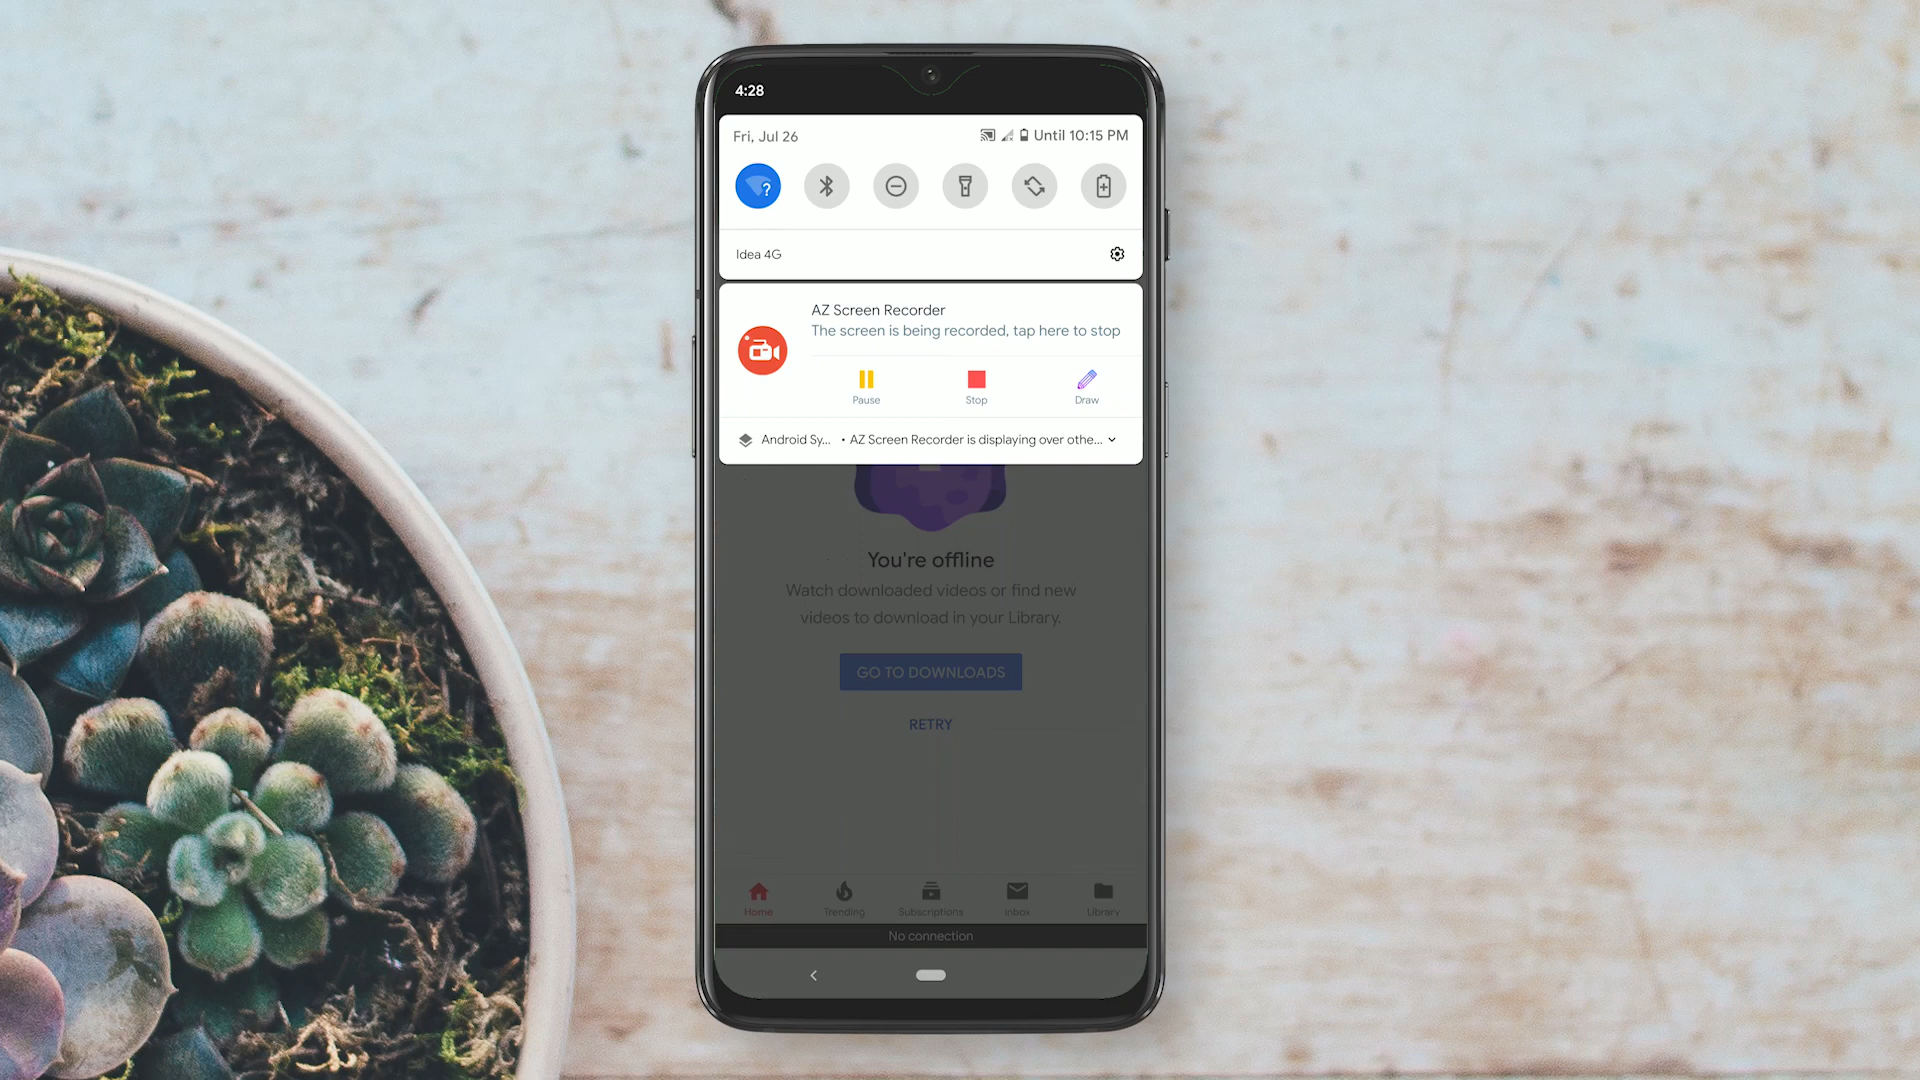 4:28
Fri, Jul 26
Until 10:15 PM
?
Idea 4G
AZ Screen Recorder
The screen is being recorded, tap here to stop
Pause
Stop
Draw
Android Sy... • AZ Screen Recorder is displaying over othe...
You're offline
Watch downloaded videos or find new
videos to download in your Library.
GO TO DOWNLOADS
RETRY
Home
Trending
Subscriptions
Inbox
Library
No connection